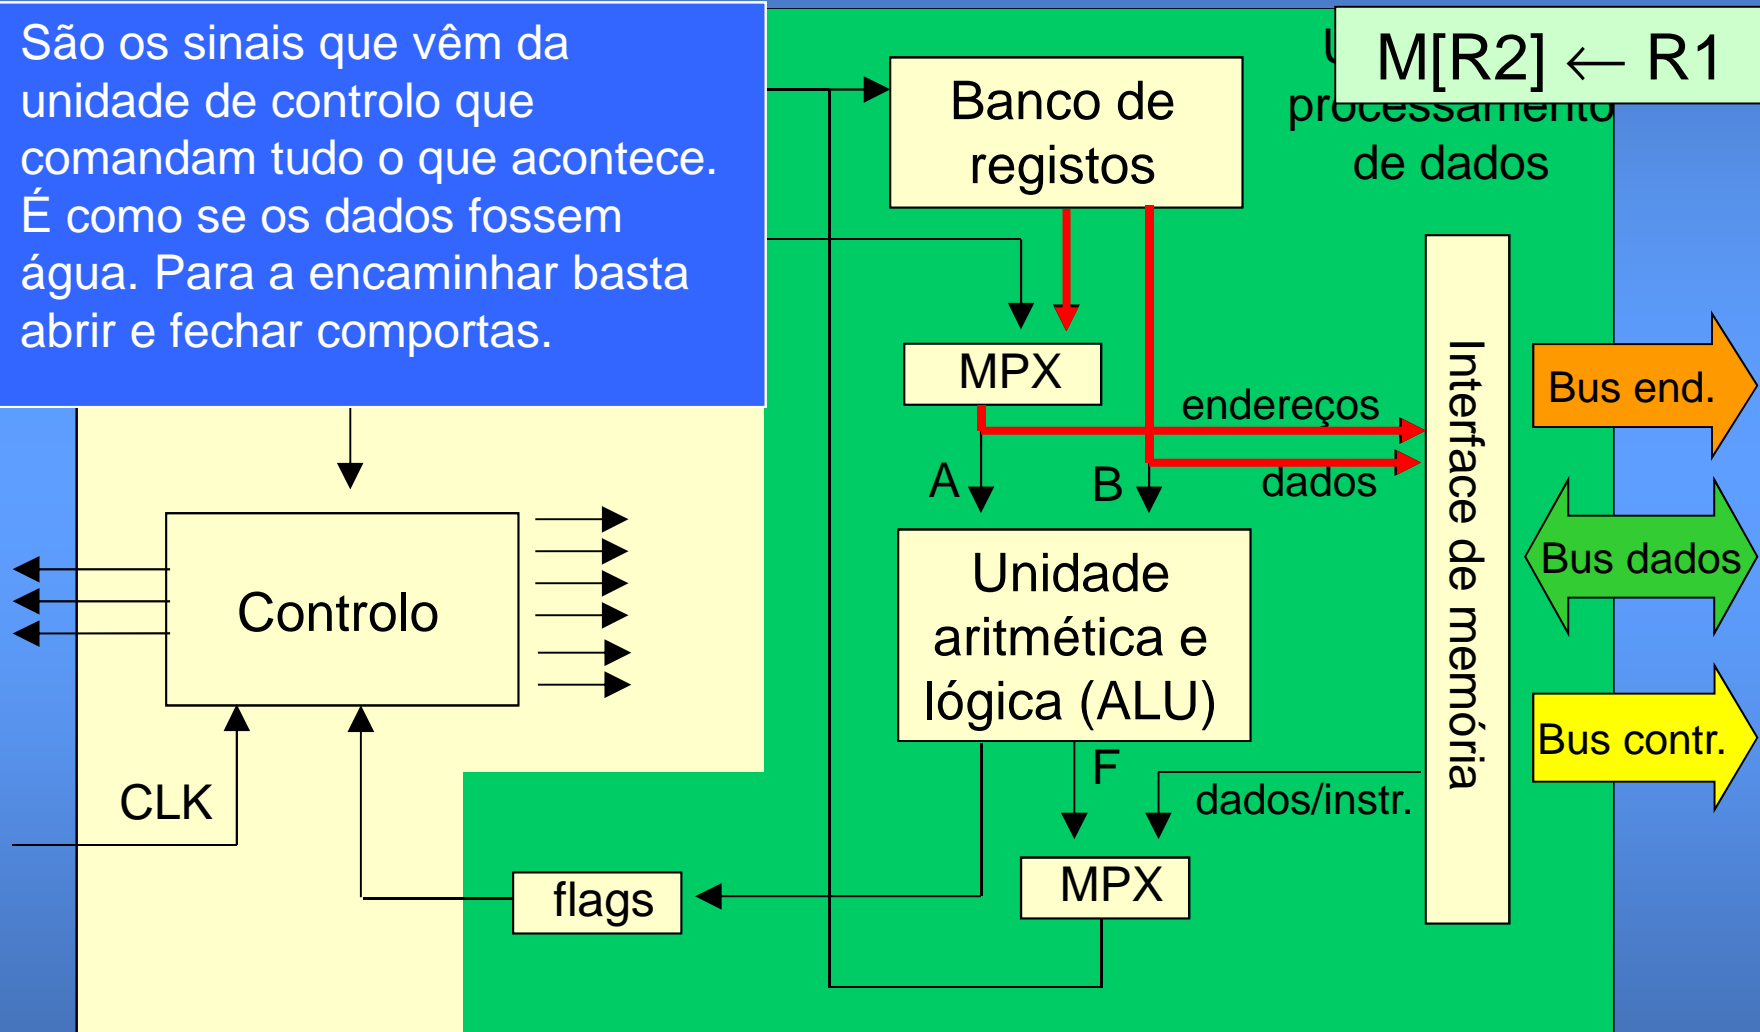 São os sinais que vêm da
unidade de controlo que
comandam tudo o que acontece.
É como se os dados fossem
água. Para a encaminhar basta
abrir e fechar comportas.
M[R2] ← R1
processamento
de dados
Banco de
registos
MPX
endereços
Bus end.
A
B
dados
Interface de memória
Controlo
Unidade
aritmética e
lógica (ALU)
Bus dados
F
Bus contr.
CLK
dados/instr.
flags
MPX